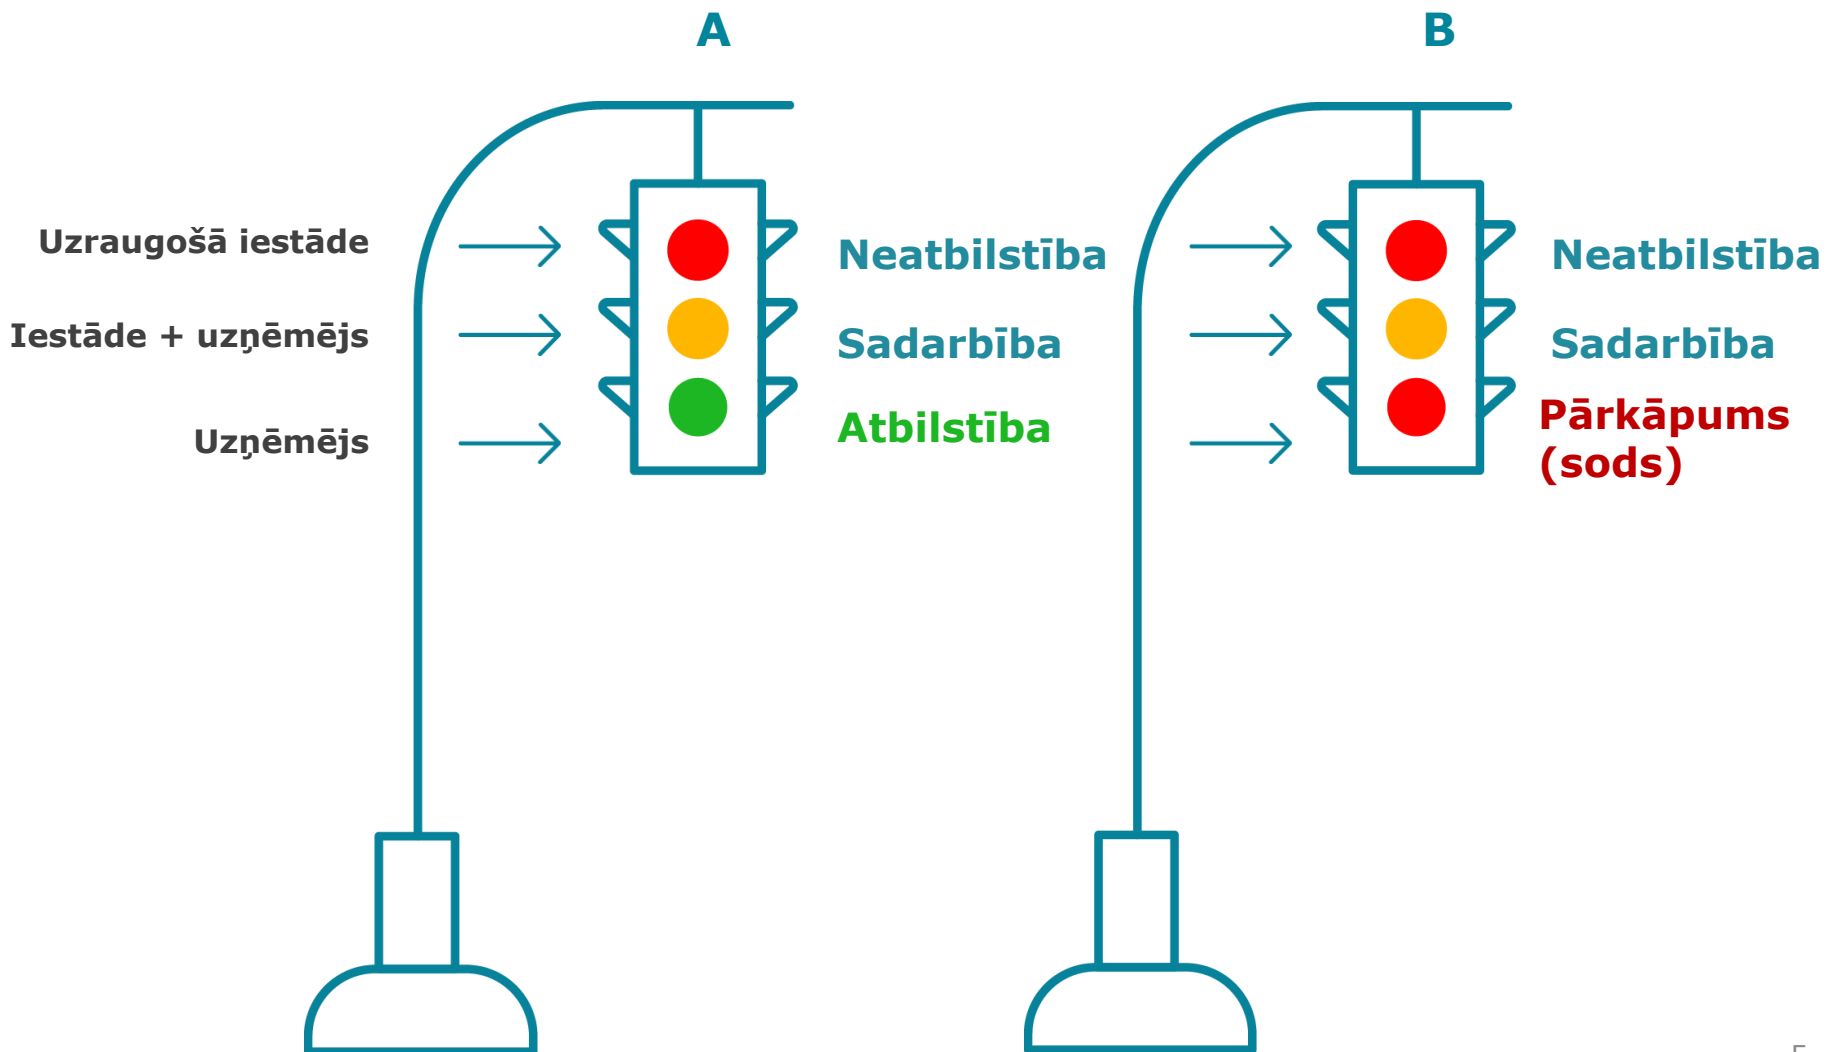 A
B
Uzraugošā iestāde
Neatbilstība
Neatbilstība
Iestāde + uzņēmējs
Sadarbība
Sadarbība
Uzņēmējs
Atbilstība
Pārkāpums
(sods)